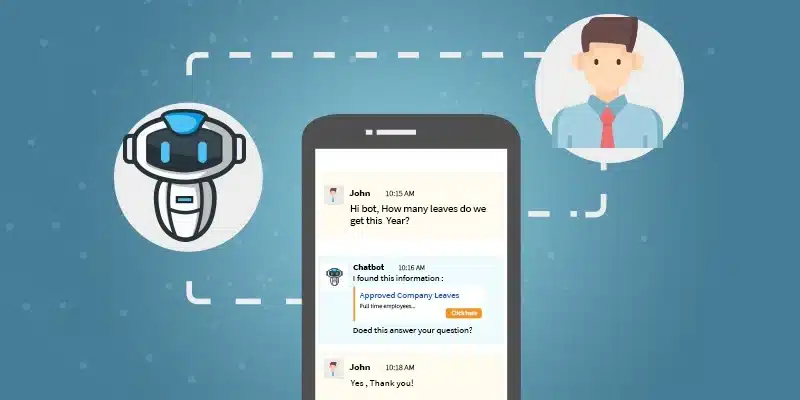 John 10:15 AM
Hi bot, How many leaves do we
get this Year?
Chatbot 10:16 AM
I found this information :
Approved Company Leaves
Full time employees...
Click here
Doed this answer your question?
John 10:18 AM
Yes , Thank you!